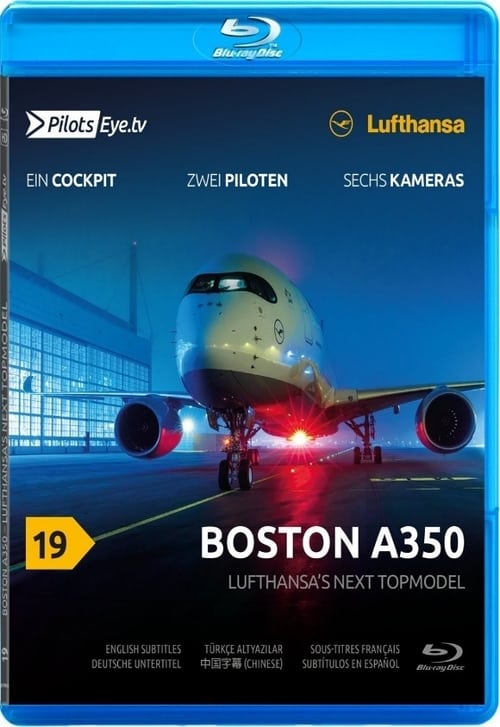 Blu-ray Disc
PilotsEye.tv
Lufthansa
EIN COCKPIT
ZWEI PILOTEN
SECHS KAMERAS
19
BOSTON A350
LUFTHANSA'S NEXT TOPMODEL
ENGLISH SUBTITLES
DEUTSCHE UNTERTITEL
TÜRKÇE ALTYAZILAR
中国字幕 (CHINESE)
SOUS-TITRES FRANÇAIS
SUBTÍTULOS EN ESPAÑOL
Blu-ray Disc
PilotsEye.tv
BOSTON A350 - LUFTHANSA'S NEXT TOPMODEL
19